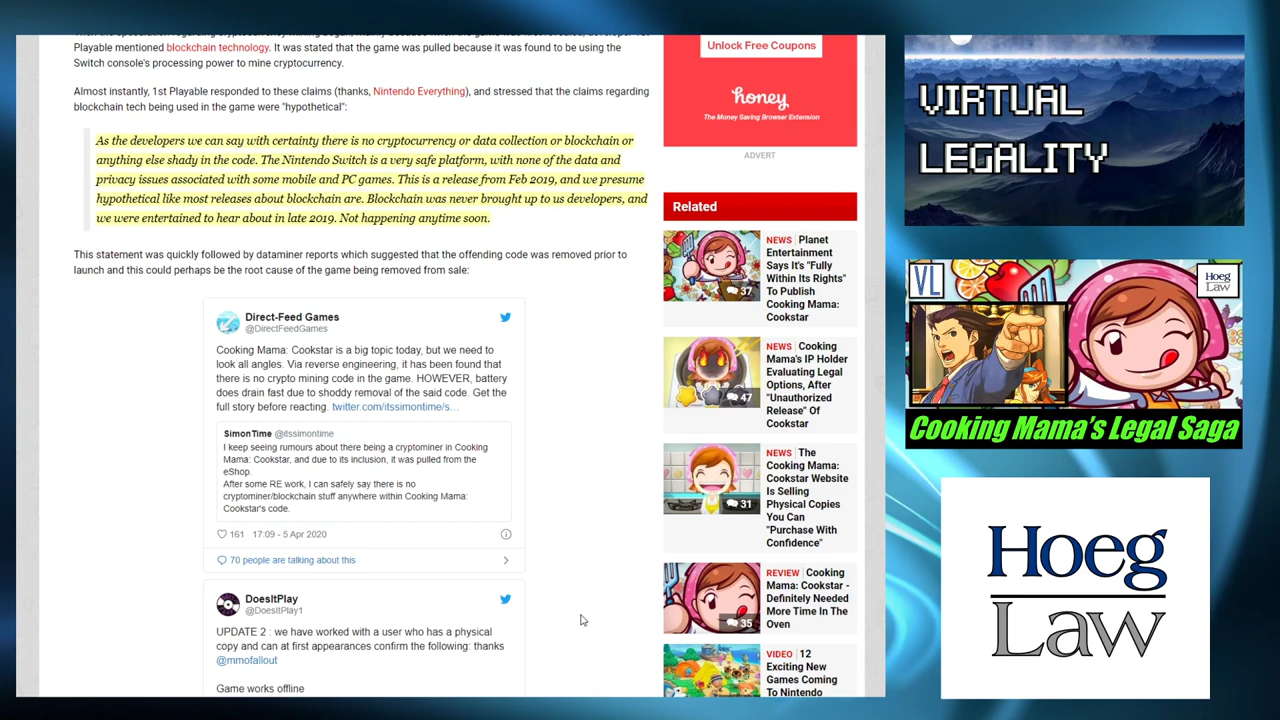 Playable mentioned blockchain technology. It was stated that the game was pulled because it was found to be using the
Switch console's processing power to mine cryptocurrency.
Almost instantly, 1st Playable responded to these claims (thanks, Nintendo Everything), and stressed that the claims regarding
blockchain tech being used in the game were "hypothetical":
As the developers we can say with certainty there is no cryptocurrency or data collection or blockchain or
anything else shady in the code. The Nintendo Switch is a very safe platform, with none of the data and
privacy issues associated with some mobile and PC games. This is a release from Feb 2019, and we presume
hypothetical like most releases about blockchain are. Blockchain was never brought up to us developers, and
we were entertained to hear about in late 2019. Not happening anytime soon.
This statement was quickly followed by dataminer reports which suggested that the offending code was removed prior to
launch and this could perhaps be the root cause of the game being removed from sale:
Direct-Feed Games
@DirectFeedGames
Cooking Mama: Cookstar is a big topic today, but we need to
look all angles. Via reverse engineering, it has been found that
there is no crypto mining code in the game. HOWEVER, battery
does drain fast due to shoddy removal of the said code. Get the
full story before reacting. twitter.com/itssimontime/s…
SimonTime @itssimontime
I keep seeing rumours about there being a cryptominer in Cooking
Mama: Cookstar, and due to its inclusion, it was pulled from the
eShop.
After some RE work, I can safely say there is no
cryptominer/blockchain stuff anywhere within Cooking Mama:
Cookstar's code.
161 17:09 - 5 Apr 2020
70 people are talking about this
DoesItPlay
@DoesItPlay1
UPDATE 2 : we have worked with a user who has a physical
copy and can at first appearances confirm the following: thanks
@mmofallout
Game works offline
Unlock Free Coupons
honey
The Money Saving Browser Extension
ADVERT
Related
NEWS Planet
Entertainment
Says It's "Fully
Within Its Rights"
To Publish
Cooking Mama:
Cookstar
37
NEWS Cooking
Mama's IP Holder
Evaluating Legal
Options, After
"Unauthorized
Release" Of
Cookstar
47
NEWS The
Cooking Mama:
Cookstar Website
Is Selling
Physical Copies
You Can
"Purchase With
Confidence"
31
REVIEW Cooking
Mama: Cookstar -
Definitely Needed
More Time In The
Oven
35
VIDEO 12
Exciting New
Games Coming
To Nintendo
VIRTUAL
LEGALITY
VL
Hoeg
Law
Cooking Mama's Legal Saga
Hoeg
Law